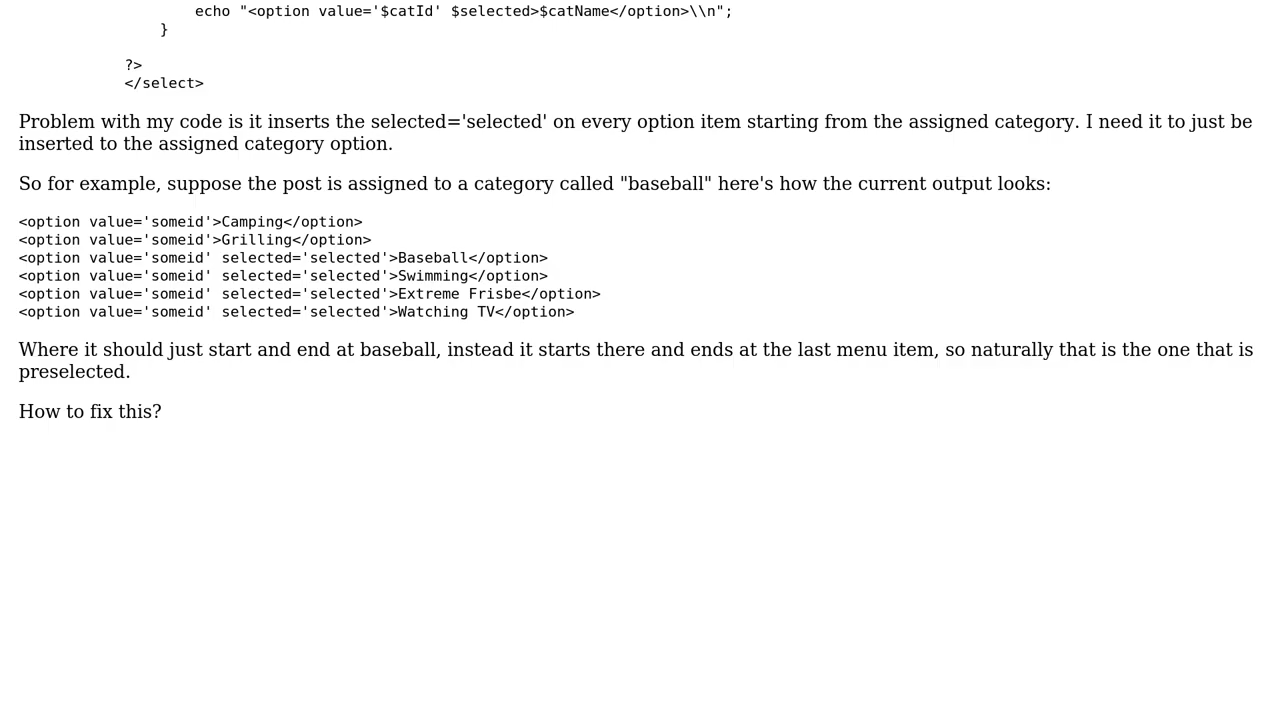 echo "<option value='$catId' $selected>$catName</option>\\n";
}
?>
</select>
Problem with my code is it inserts the selected='selected' on every option item starting from the assigned category. I need it to just be
inserted to the assigned category option.
So for example, suppose the post is assigned to a category called "baseball" here's how the current output looks:
<option value='someid'>Camping</option>
<option value='someid'>Grilling</option>
<option value='someid' selected='selected'>Baseball</option>
<option value='someid' selected='selected'>Swimming</option>
<option value='someid' selected='selected'>Extreme Frisbe</option>
<option value='someid' selected='selected'>Watching TV</option>
Where it should just start and end at baseball, instead it starts there and ends at the last menu item, so naturally that is the one that is
preselected.
How to fix this?